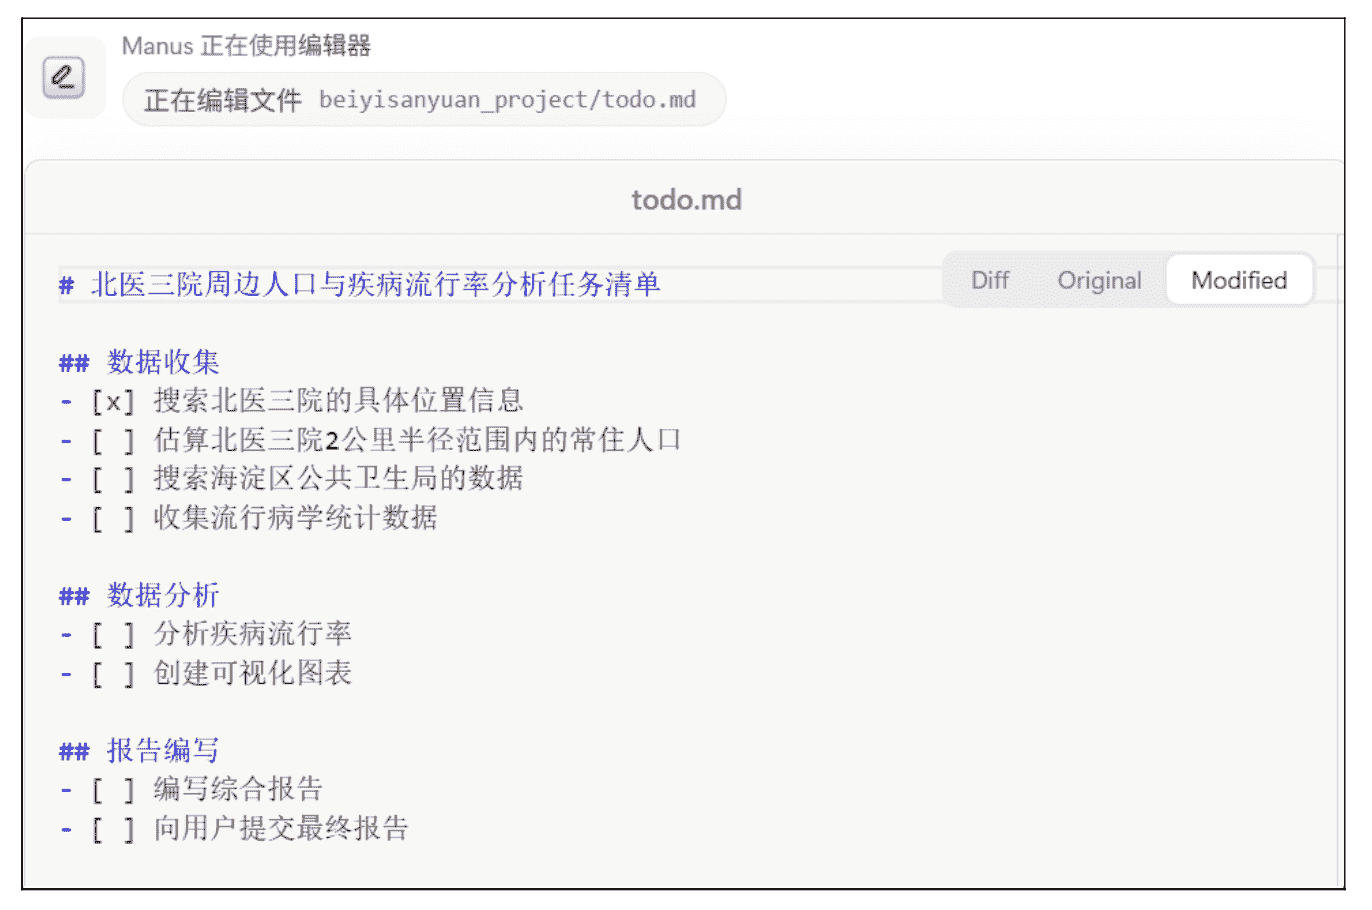 Manus 正在使用编辑器
正在编辑文件 beiyisanyuan_project/todo.md
todo.md
# 北医三院周边人口与疾病流行率分析任务清单
Diff Original Modified
## 数据收集
- [x] 搜索北医三院的具体位置信息
- [ ] 估算北医三院2公里半径范围内的常住人口
- [ ] 搜索海淀区公共卫生局的数据
- [ ] 收集流行病学统计数据
## 数据分析
- [ ] 分析疾病流行率
- [ ] 创建可视化图表
## 报告编写
- [ ] 编写综合报告
- [ ] 向用户提交最终报告